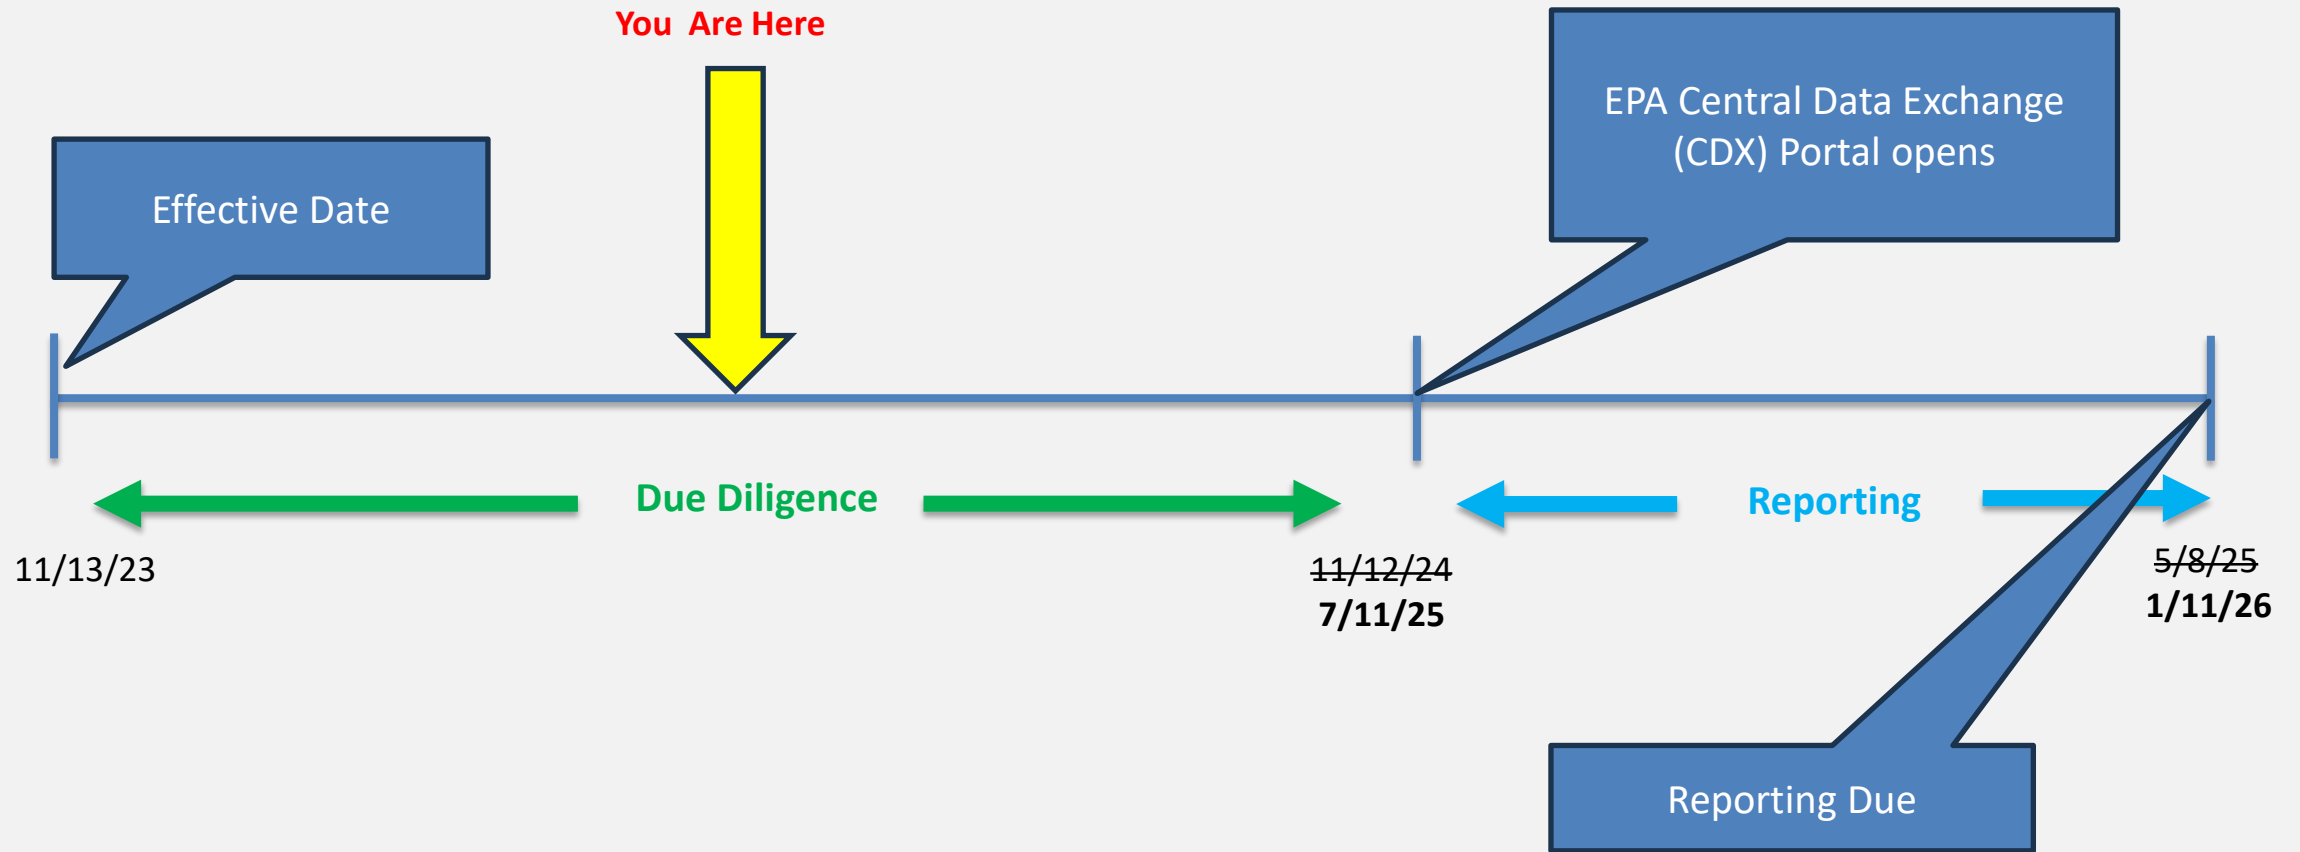 You Are Here
EPA Central Data Exchange
(CDX) Portal opens
Effective Date
Due Diligence
Reporting
11/13/23
11/12/24
7/11/25
5/8/25
1/11/26
Reporting Due